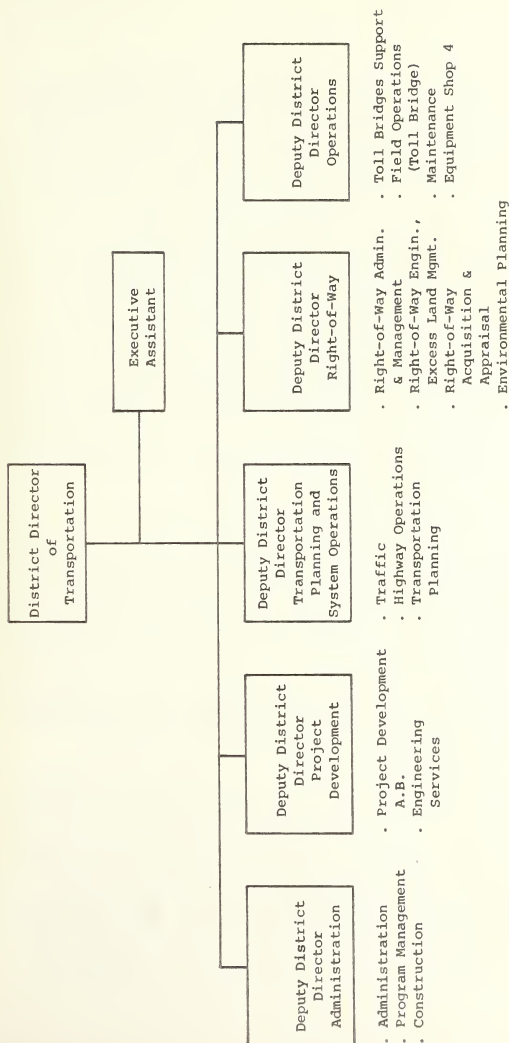 District Director
of
Transportation
Executive
Assistant
Deputy District
Director
Administration
. Administration
. Program Management
. Construction
Deputy District
Director
Project
Development
. Project Development
A.B.
. Engineering
Services
Deputy District
Director
Transportation
Planning and
System Operations
. Traffic
. Highway Operations
. Transportation
Planning
Deputy District
Director
Right-of-Way
. Right-of-Way Admin.
& Management
. Right-of-Way Engin.,
Excess Land Mgmt.
. Right-of-Way
Acquisition &
Appraisal
. Environmental Planning
Deputy District
Director
Operations
. Toll Bridges Support
. Field Operations
(Toll Bridge)
. Maintenance
. Equipment Shop 4